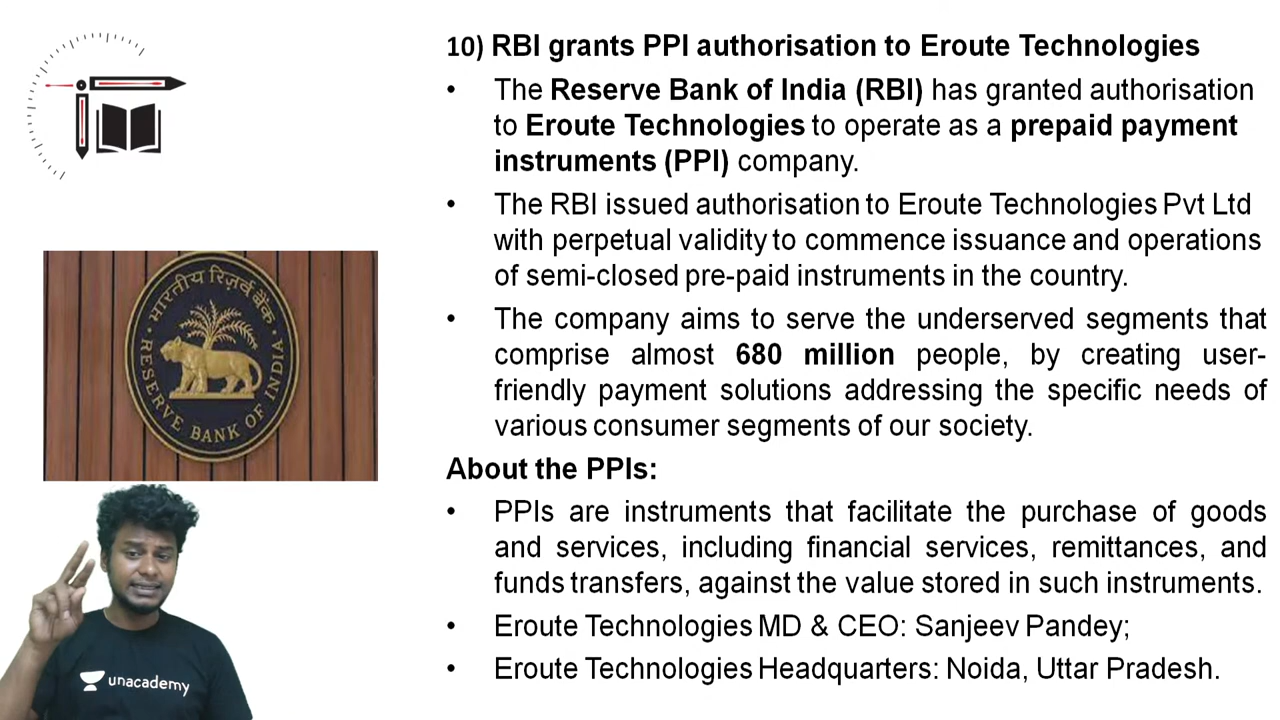 10) RBI grants PPI authorisation to Eroute Technologies
• The Reserve Bank of India (RBI) has granted authorisation
to Eroute Technologies to operate as a prepaid payment
instruments (PPI) company.
• The RBI issued authorisation to Eroute Technologies Pvt Ltd
with perpetual validity to commence issuance and operations
of semi-closed pre-paid instruments in the country.
• The company aims to serve the underserved segments that
comprise almost 680 million people, by creating user-
friendly payment solutions addressing the specific needs of
various consumer segments of our society.
About the PPIs:
• PPIs are instruments that facilitate the purchase of goods
and services, including financial services, remittances, and
funds transfers, against the value stored in such instruments.
• Eroute Technologies MD & CEO: Sanjeev Pandey;
• Eroute Technologies Headquarters: Noida, Uttar Pradesh.
भारतीय रिज़र्व बैंक
RESERVE BANK OF INDIA
unacademy